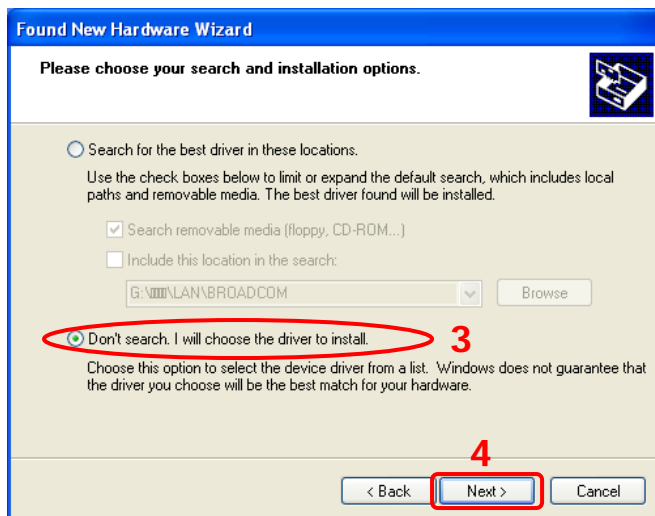 Found New Hardware Wizard
Please choose your search and installation options.
Search for the best driver in these locations.
Use the check boxes below to limit or expand the default search, which includes local
paths and removable media. The best driver found will be installed.
Search removable media (floppy, CD-ROM...)
Include this location in the search:
G:\\LAN\BROADCOM
Browse
Don't search. I will choose the driver to install.
3
Choose this option to select the device driver from a list. Windows does not guarantee that
the driver you choose will be the best match for your hardware.
4
< Back
Next >
Cancel